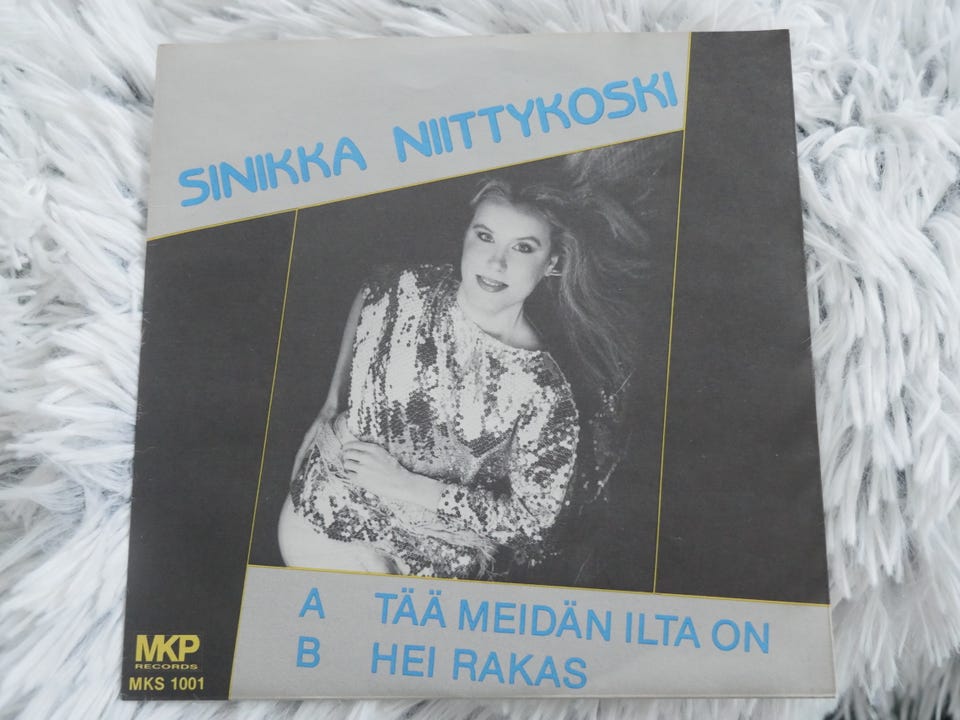 SINIKKA NIITTYKOSKI
A TÄÄ MEIDÄN ILTA ON
B HEI RAKAS
MKP
RECORDS
MKS 1001